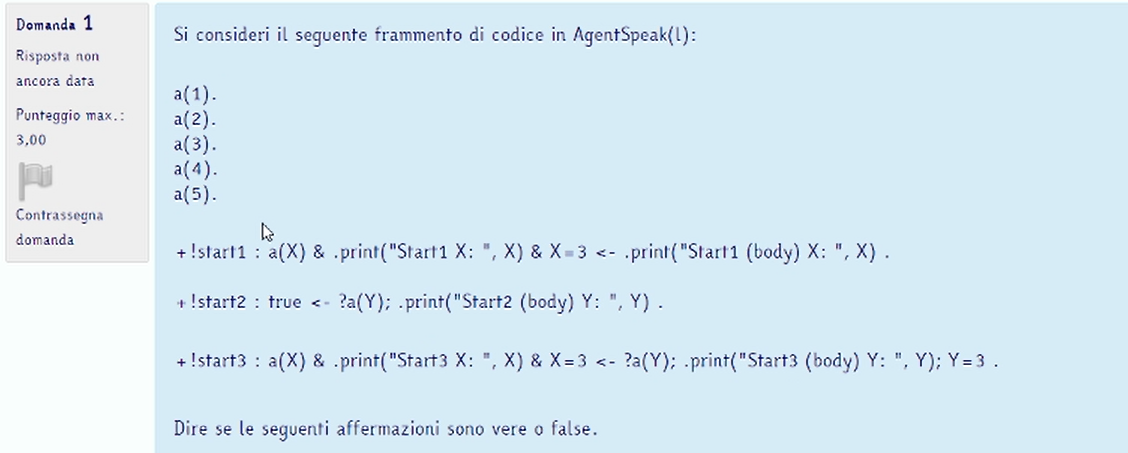 Domanda 1
Risposta non
ancora data
Punteggio max.:
3,00
Contrassegna
domanda
Si consideri il seguente frammento di codice in AgentSpeak(l):
a(1).
a(2).
a(3).
a(4).
a(5).
+!start1 : a(X) & .print("Start1 X: ", X) & X=3 <- .print("Start1 (body) X: ", X) .
+!start2 : true <- ?a(Y); .print("Start2 (body) Y: ", Y) .
+!start3 : a(X) & .print("Start3 X: ", X) & X=3 <- ?a(Y); .print("Start3 (body) Y: ", Y); Y=3 .
Dire se le seguenti affermazioni sono vere o false.